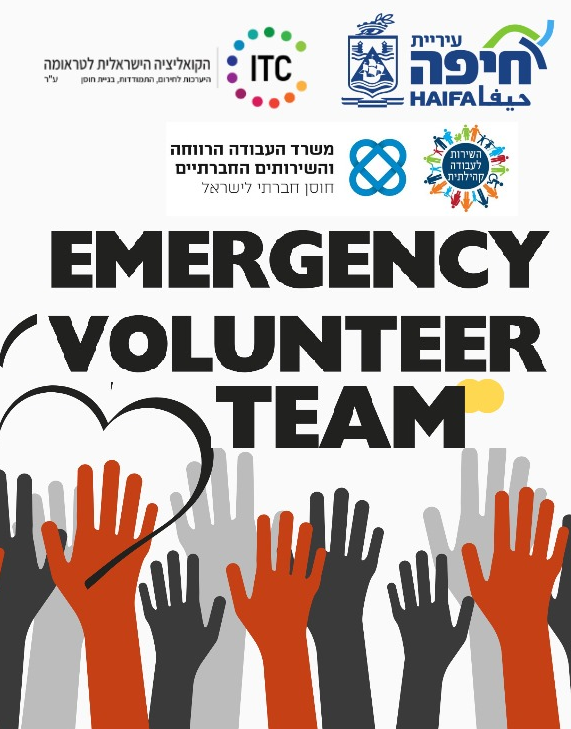 הקואליציה הישראלית לטראומה
היערכות לחירום, התמודדות, בניית חוסן
ע"ר
ITC
עיריית
חיפה
HAIFA حيفا
משרד העבודה הרווחה
והשירותים החברתיים
חוסן חברתי לישראל
השירות
לעבודה
קהילתית
EMERGENCY
VOLUNTEER
TEAM